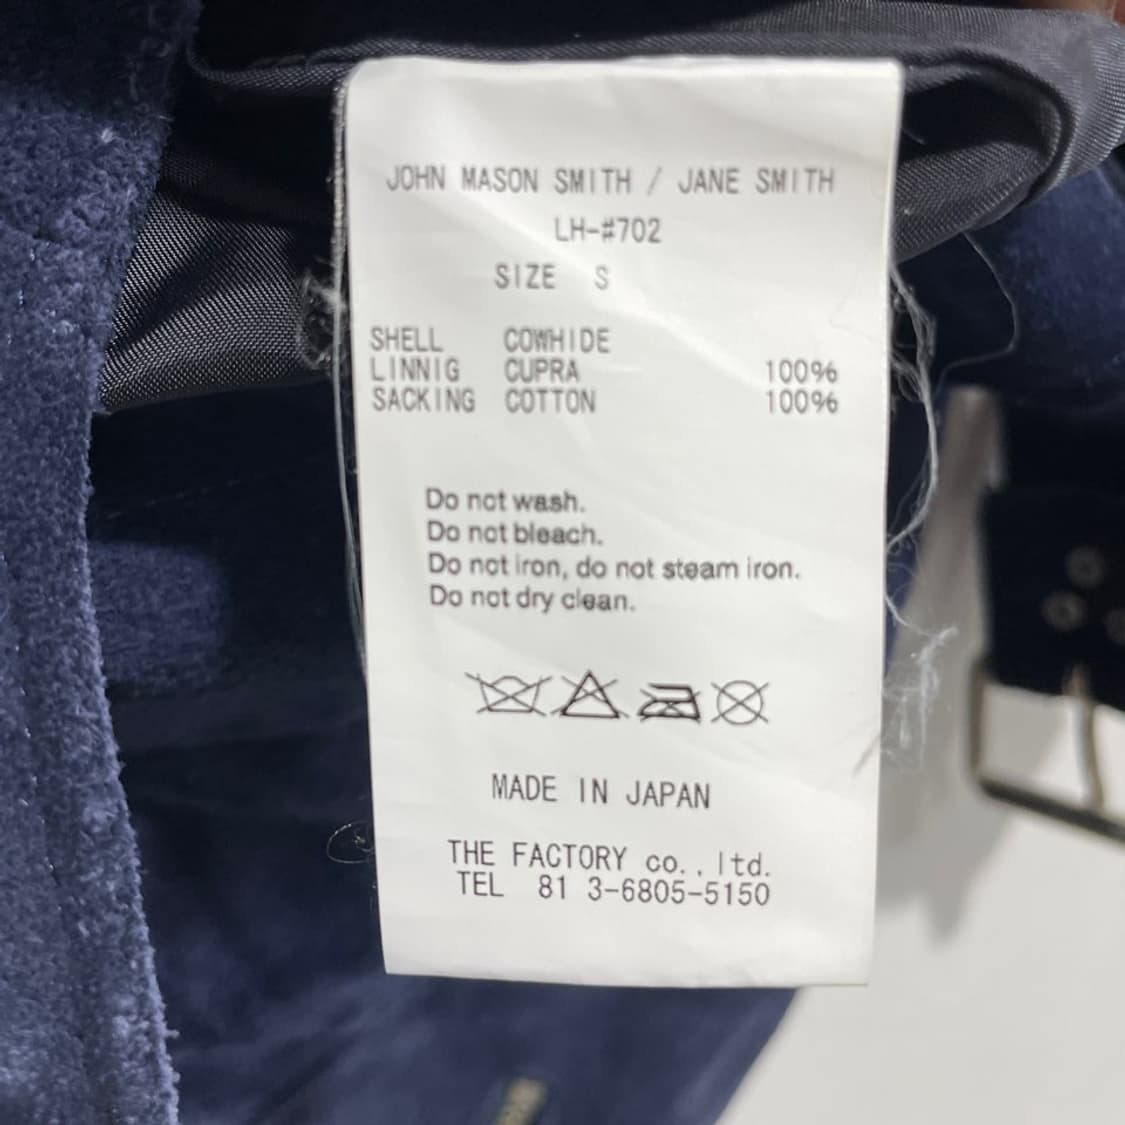 JOHN MASON SMITH / JANE SMITH
LH-#702
SIZE S
SHELL COWHIDE
LINNIG CUPRA 100%
SACKING COTTON 100%
Do not wash.
Do not bleach.
Do not iron, do not steam iron.
Do not dry clean.
MADE IN JAPAN
THE FACTORY co., ltd.
TEL 81 3-6805-5150